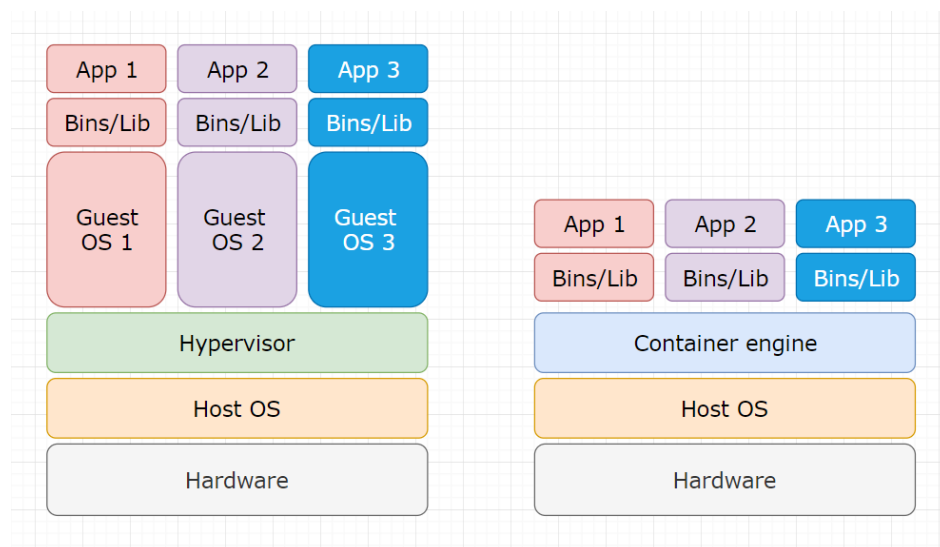 App 1
App 2
App 3
Bins/Lib
Bins/Lib
Bins/Lib
Guest
OS 1
Guest
OS 2
Guest
OS 3
Hypervisor
Host OS
Hardware
App 1
App 2
App 3
Bins/Lib
Bins/Lib
Bins/Lib
Container engine
Host OS
Hardware